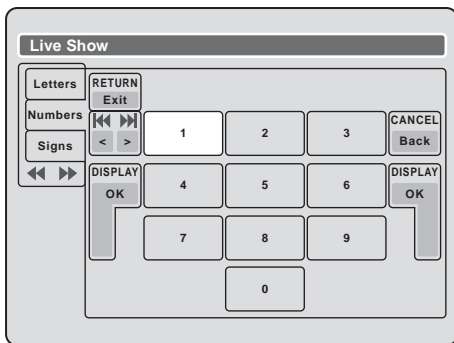 Live Show
Letters
Numbers
Signs
RETURN
Exit
< >
CANCEL
Back
DISPLAY
OK
1 2 3
4 5 6
7 8 9
0
DISPLAY
OK